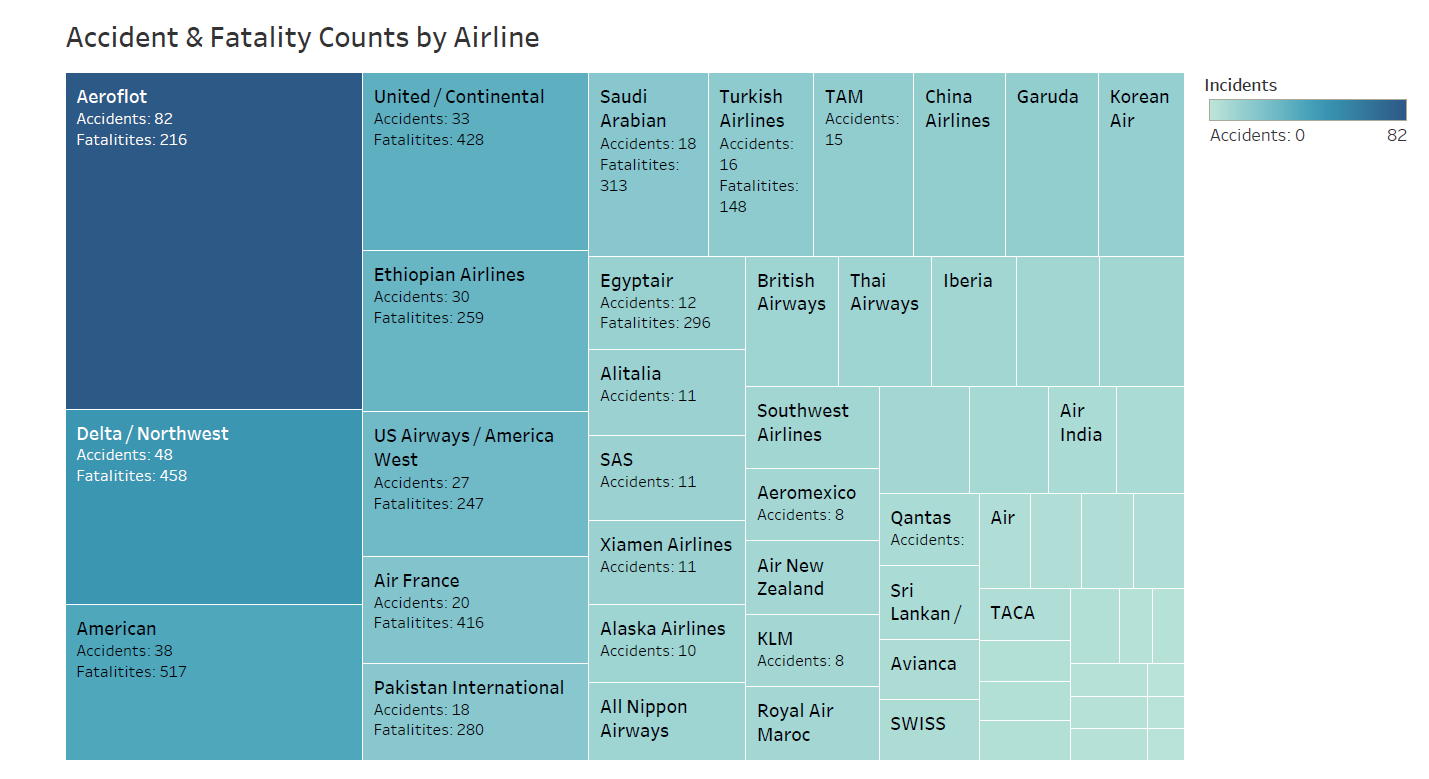 Accident & Fatality Counts by Airline
Aeroflot
Accidents: 82
Fatalitites: 216
Delta / Northwest
Accidents: 48
Fatalitites: 458
American
Accidents: 38
Fatalitites: 517
United / Continental
Accidents: 33
Fatalitites: 428
Ethiopian Airlines
Accidents: 30
Fatalitites: 259
US Airways / America
West
Accidents: 27
Fatalitites: 247
Air France
Accidents: 20
Fatalitites: 416
Pakistan International
Accidents: 18
Fatalitites: 280
Saudi
Arabian
Accidents: 18
Fatalitites:
313
Turkish
Airlines
Accidents:
16
Fatalitites:
148
TAM
Accidents:
15
China
Airlines
Garuda
Korean
Air
Egyptair
Accidents: 12
Fatalitites: 296
Alitalia
Accidents: 11
SAS
Accidents: 11
Xiamen Airlines
Accidents: 11
Alaska Airlines
Accidents: 10
All Nippon
Airways
British
Airways
Thai
Airways
Iberia
Southwest
Airlines
Aeromexico
Accidents: 8
Air New
Zealand
KLM
Accidents: 8
Royal Air
Maroc
Air
India
Qantas
Accidents:
Sri
Lankan /
Avianca
SWISS
Air
TACA
Incidents
Accidents: 0
82